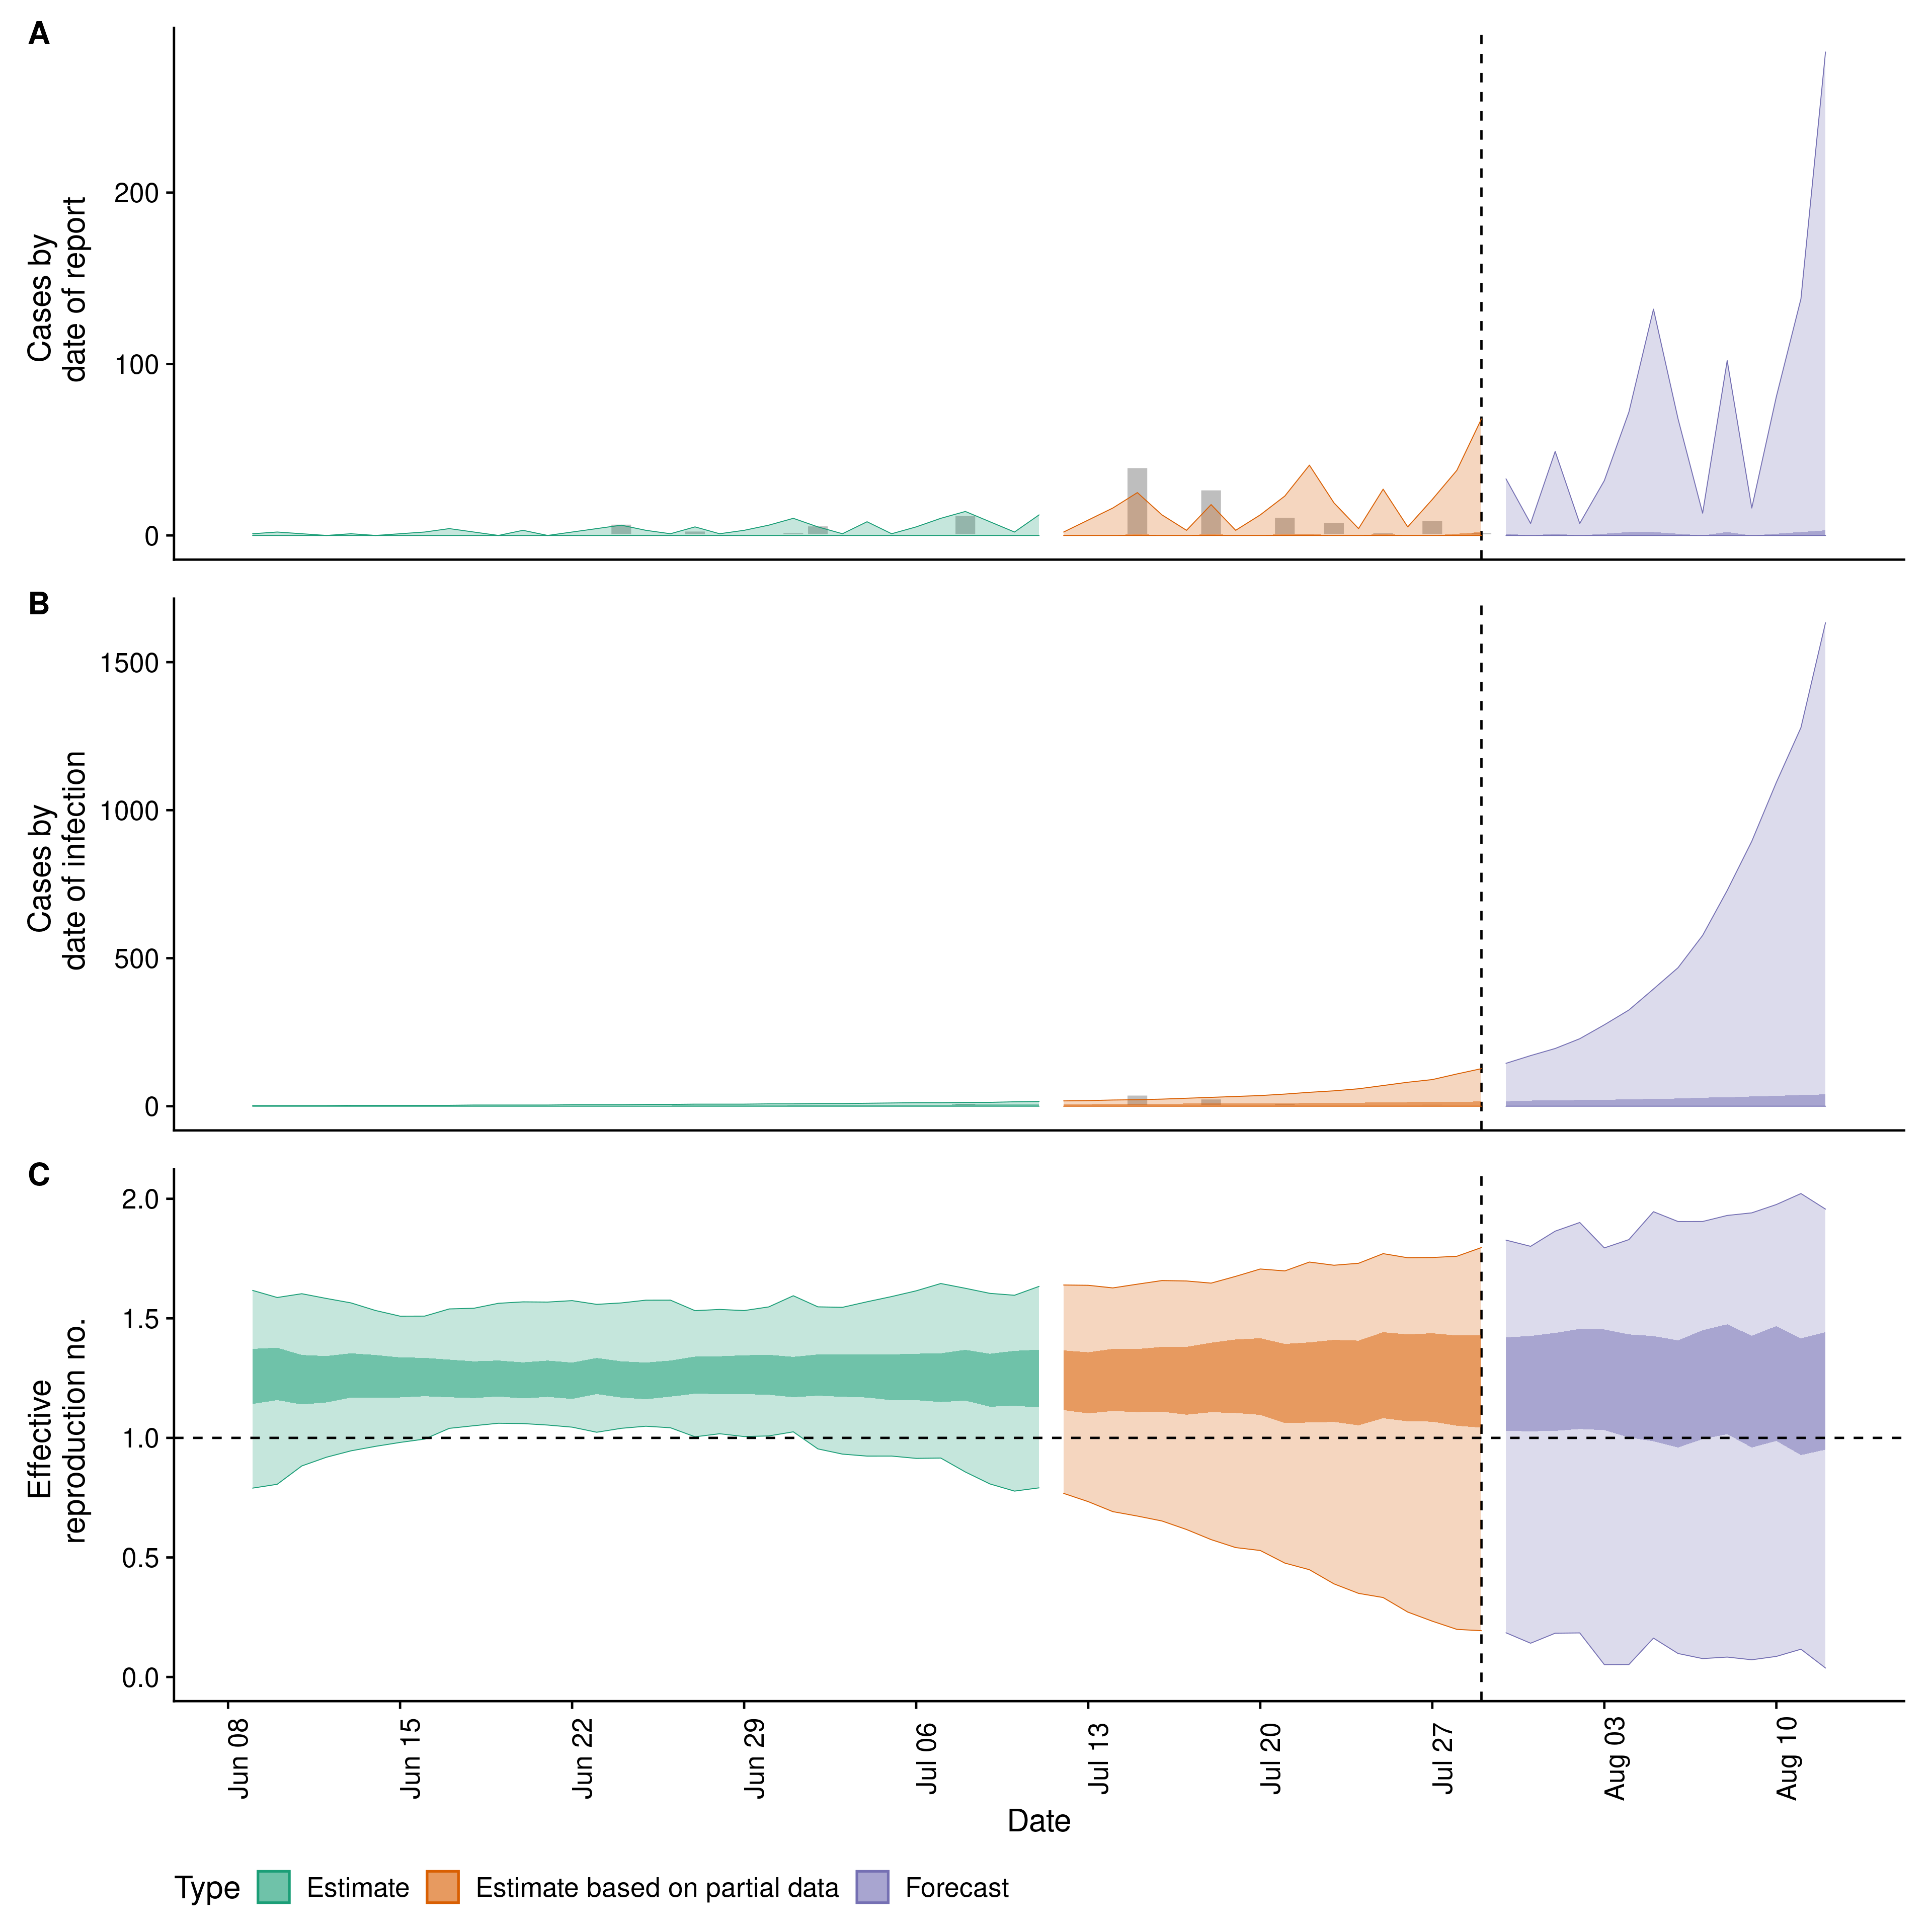 A
Cases by
date of report
200
100
0
B
Cases by
date of infection
1500
1000
500
0
C
Effective
reproduction no.
2.0
1.5
1.0
0.5
0.0
Jun 08
Jun 15
Jun 22
Jun 29
Jul 06
Jul 13
Jul 20
Jul 27
Aug 03
Aug 10
Date
Type Estimate Estimate based on partial data Forecast